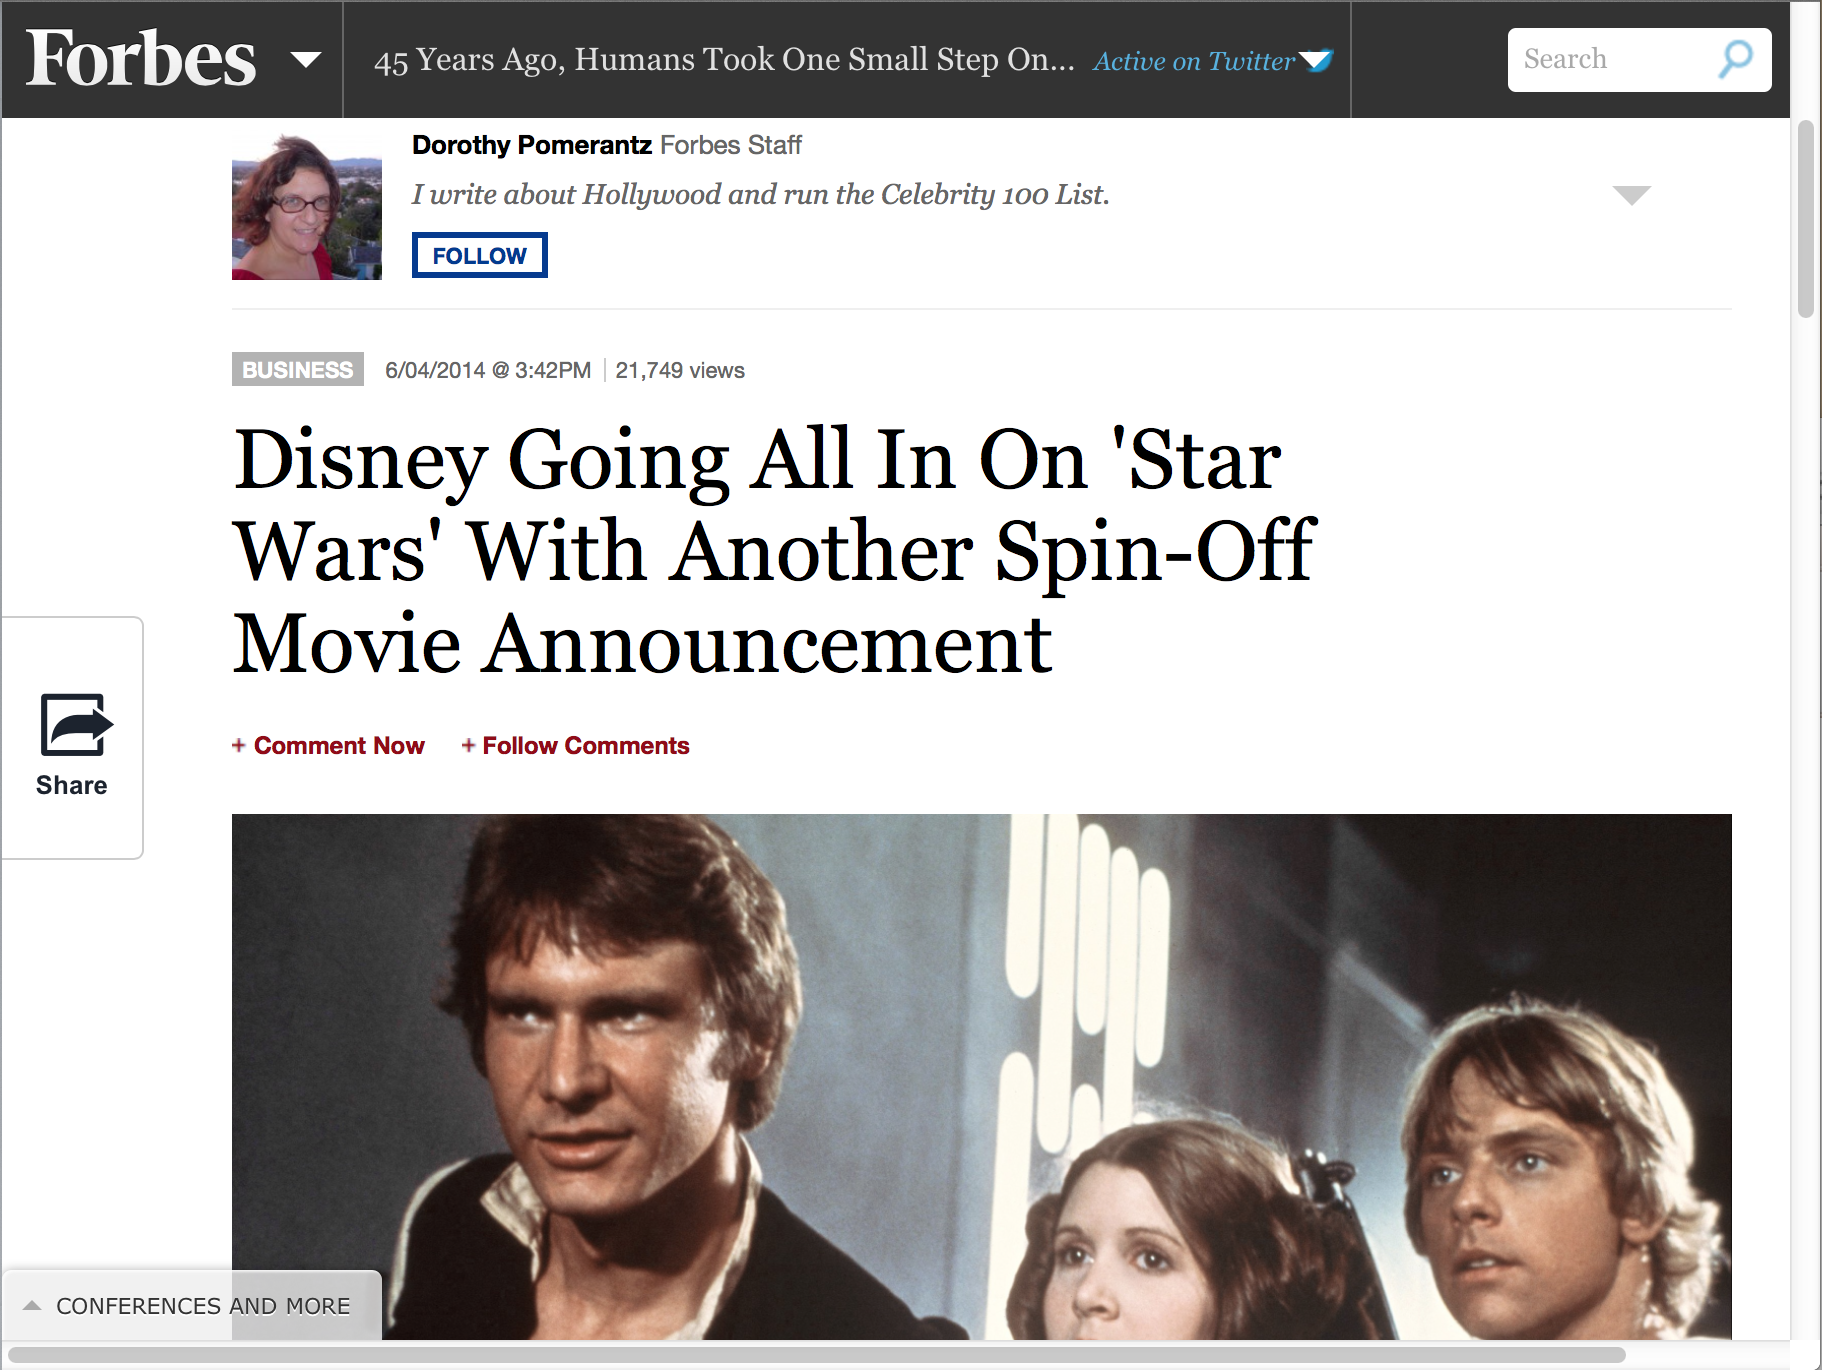 Forbes
45 Years Ago, Humans Took One Small Step On... Active on Twitter
Search
Dorothy Pomerantz Forbes Staff
I write about Hollywood and run the Celebrity 100 List.
FOLLOW
BUSINESS 6/04/2014 @ 3:42PM 21,749 views
Disney Going All In On 'Star
Wars' With Another Spin-Off
Movie Announcement
+ Comment Now + Follow Comments
Share
CONFERENCES AND MORE